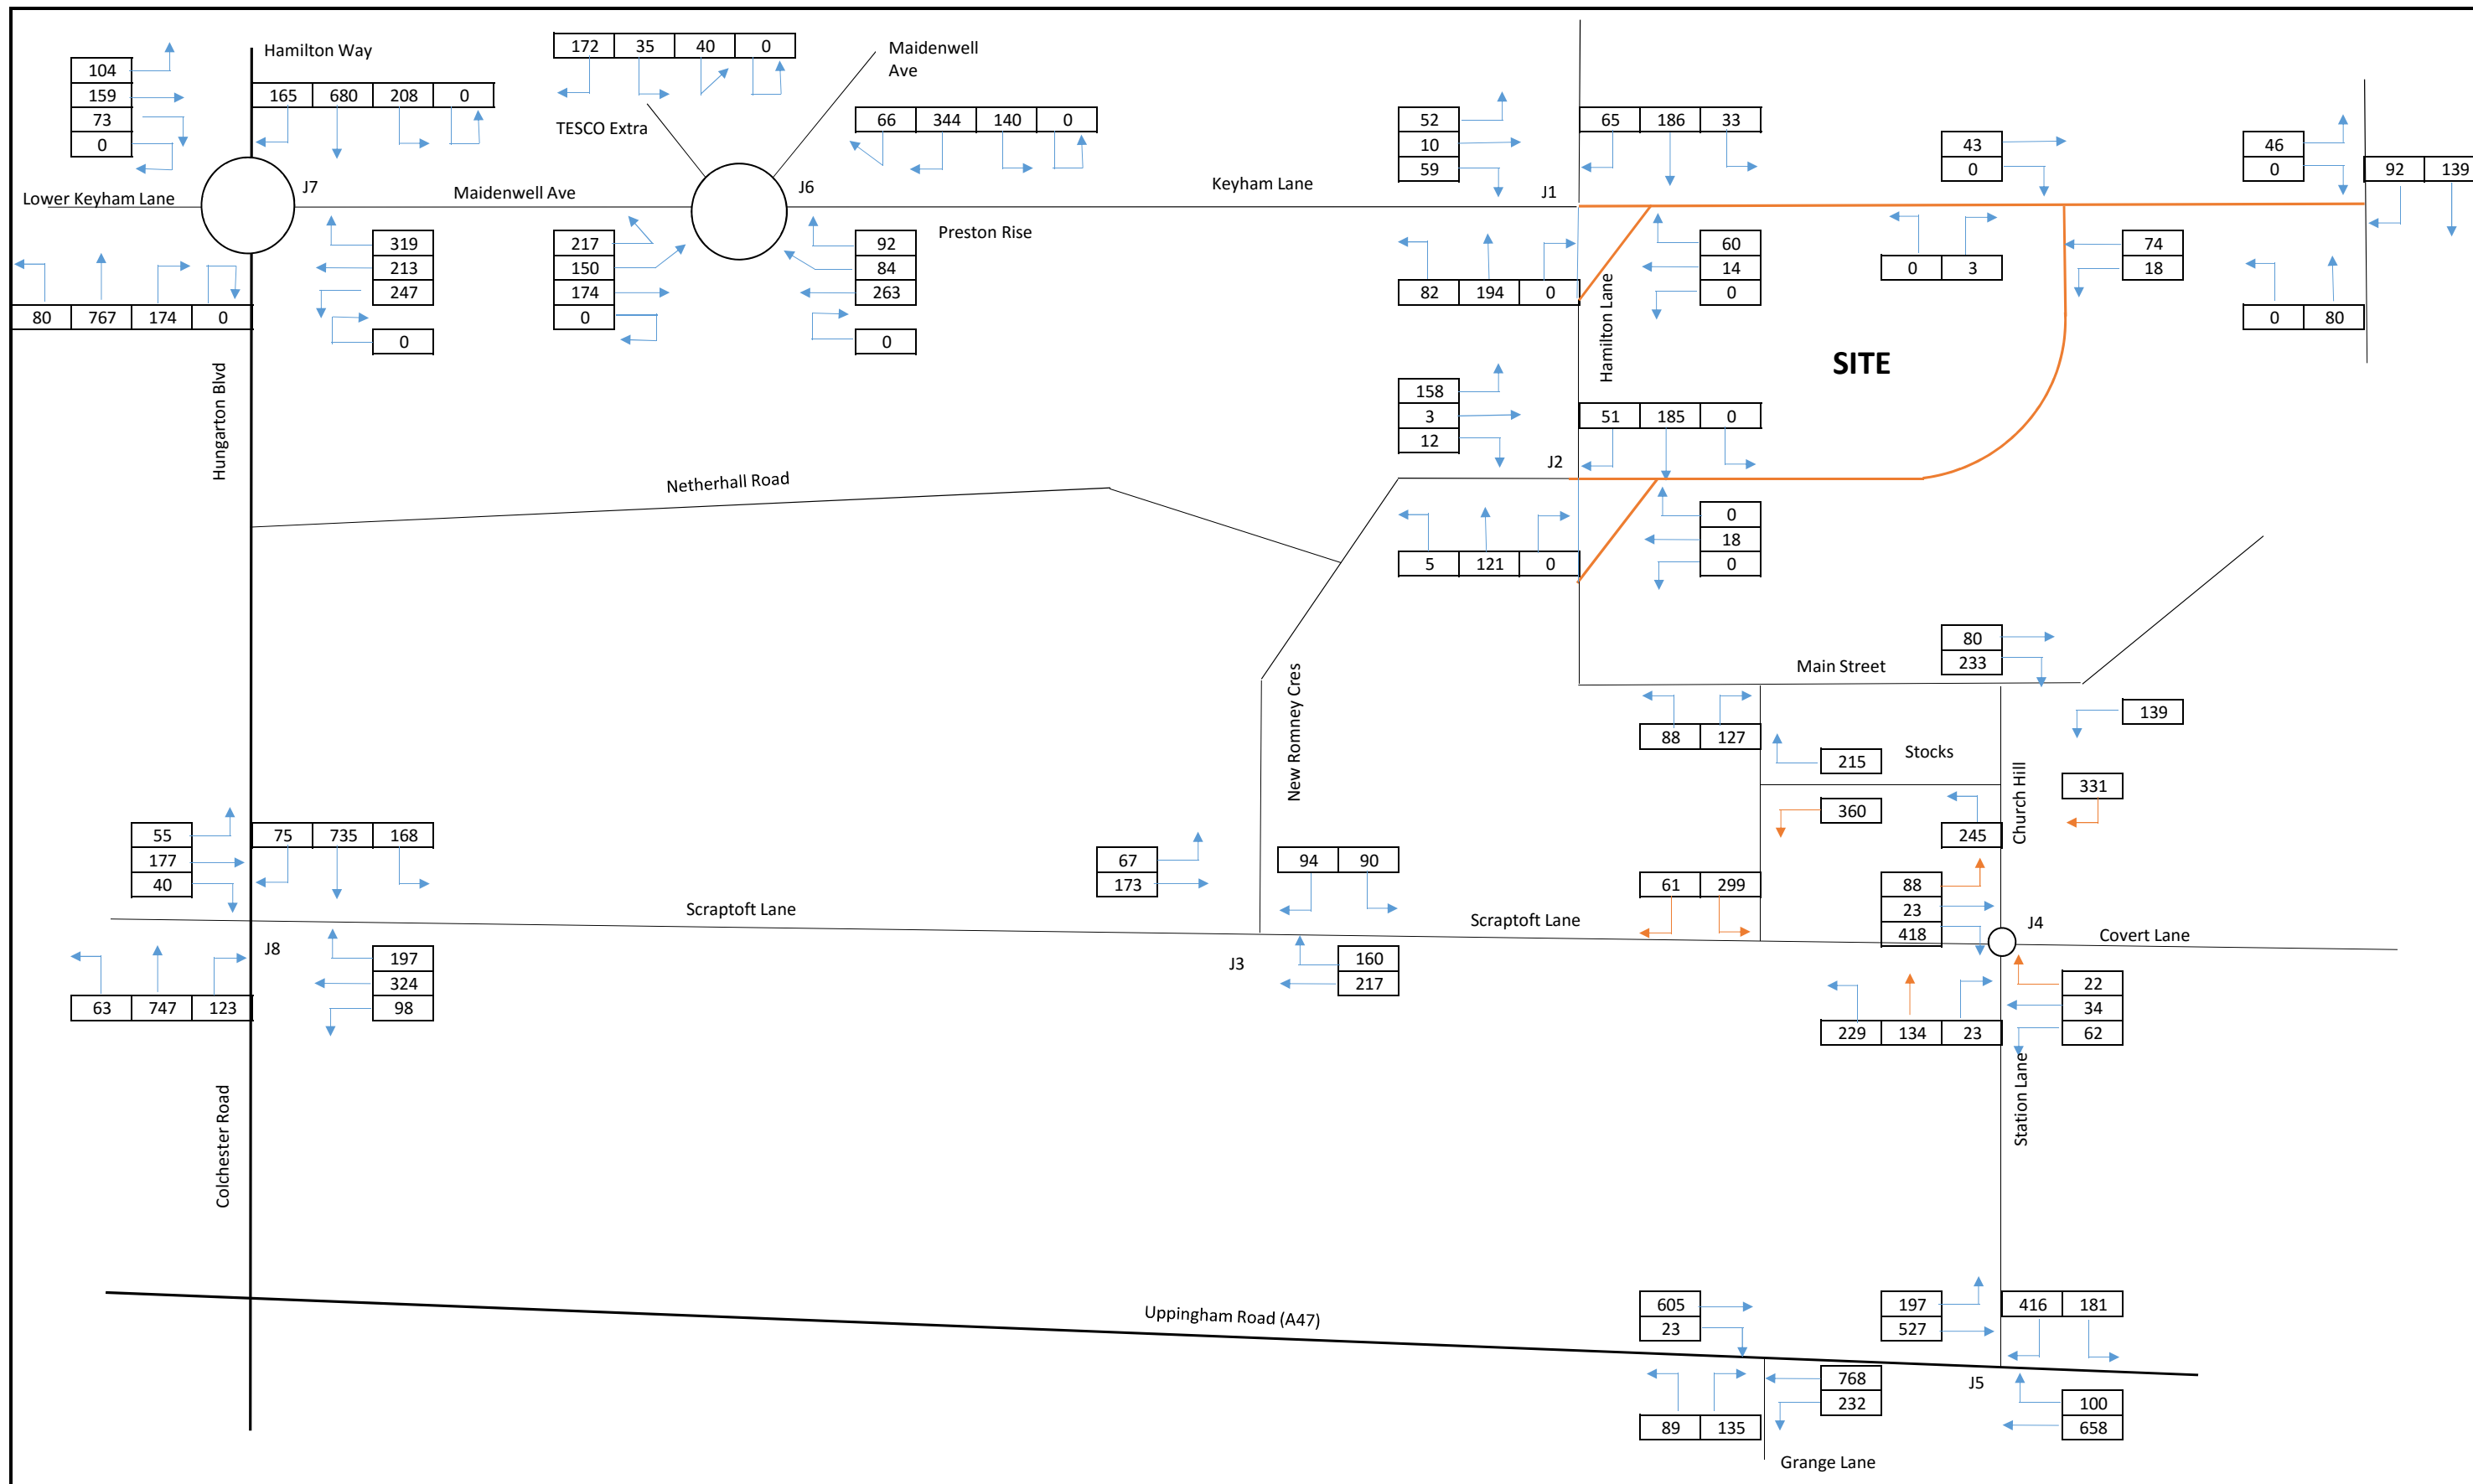 Hamilton Way
172 35 40 0
Maidenwell
Ave
104
159
73
0
165 680 208 0
TESCO Extra
66 344 140 0
52
10
59
65 186 33
43
0
46
0
92 139
Lower Keyham Lane
J7
Maidenwell Ave
J6
Keyham Lane
J1
Preston Rise
319
213
247
0
217
150
174
0
92
84
263
0
60
14
0
0 3
74
18
80 767 174 0
82 194 0
0 80
Hungarton Blvd
Hamilton Lane
SITE
158
3
12
51 185 0
J2
Netherhall Road
0
18
0
5 121 0
80
233
Main Street
New Romney Cres
139
88 127
215
Stocks
Church Hill
331
360
245
55
177
40
75 735 168
67
173
94 90
61 299
88
23
418
Scraptoft Lane
Scraptoft Lane
J4
Covert Lane
J8
197
324
98
J3
160
217
63 747 123
22
34
62
229 134 23
Colchester Road
Station Lane
Uppingham Road (A47)
605
23
197
527
416 181
768
232
J5
100
658
89 135
Grange Lane